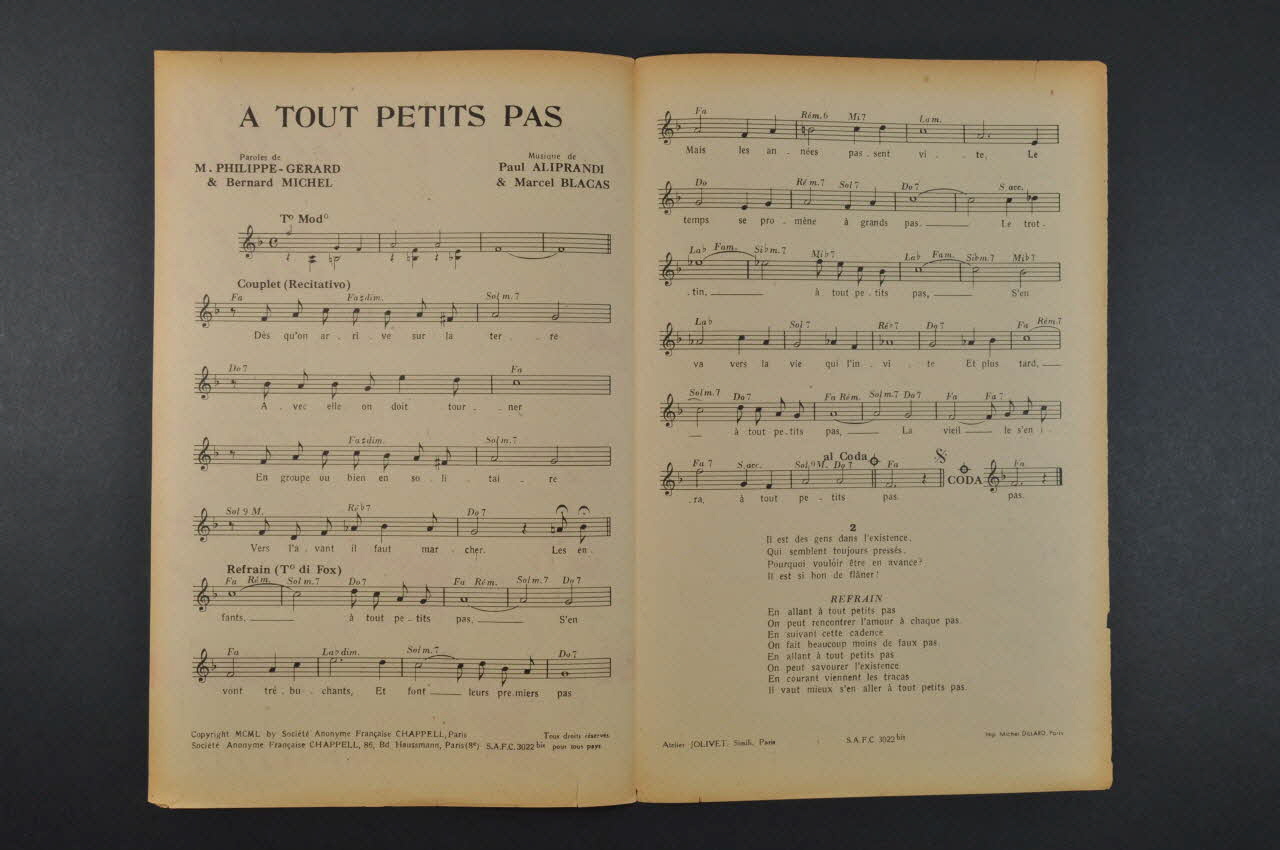 A TOUT PETITS PAS
Paroles de
M. PHILIPPE-GERARD
& Bernard MICHEL
Musique de
Paul ALIPRANDI
& Marcel BLACAS
Tº Modº
Couplet (Recitativo)
Fa Fa♯dim. Sol m.7
Dès qu'on ar - ri - ve sur la ter - re
Do7 Fa
A - vec elle on doit tour - ner
Fa♯dim. Sol m.7
En groupe ou bien en so - li - tai - re
Sol 9 M. Ré♭7 Do7
Vers l'a - vant il faut mar - cher. Les en -
Refrain (Tº di Fox)
Fa Ré m. Sol m.7 Do7 Fa Ré m. Sol m.7 Do7
fants, à tout pe - tits pas, S'en
Fa La♭dim. Sol m.7 Do7
vont tré - bu - chants, Et font leurs pre - miers pas
Copyright MCML by Société Anonyme Française CHAPPELL, Paris
Société Anonyme Française CHAPPELL, 86, Bd Haussmann, Paris (8e) S.A.F.C. 3022 bis
Tous droits réservés
pour tous pays
Fa Rém.6 Mi7 Lam.
Mais les an - nées pas - sent vi - te, Le
Do Ré m.7 Sol7 Do7 S. acc.
temps se pro - mène à grands pas. Le trot -
La♭ Fam. Si♭m.7 Mi♭7 La♭ Fam. Si♭m.7 Mi♭7
- tin, à tout pe - tits pas, S'en
La♭ Sol 7 Ré♭7 Do7 Fa Rém.7
va vers la vie qui l'in - vi - te Et plus tard,
Sol m.7 Do7 Fa Rém. Sol m.7 Do7 Fa Fa7
à tout pe - tits pas, La vieil - le s'en i -
al Coda
Fa 7 S. acc. Sol 9M. Do7 Fa CODA Fa
- ra, à tout pe - tits pas. pas.
2
Il est des gens dans l'existence,
Qui semblent toujours pressés.
Pourquoi vouloir être en avance?
Il est si bon de flâner!
REFRAIN
En allant à tout petits pas
On peut rencontrer l'amour à chaque pas.
En suivant cette cadence
On fait beaucoup moins de faux pas.
En allant à tout petits pas
On peut savourer l'existence
En courant viennent les tracas
Il vaut mieux s'en aller à tout petits pas.
Atelier JOLIVET, Simili, Paris
S.A.F.C. 3022 bis
Imp. Michel DILLARD, Paris